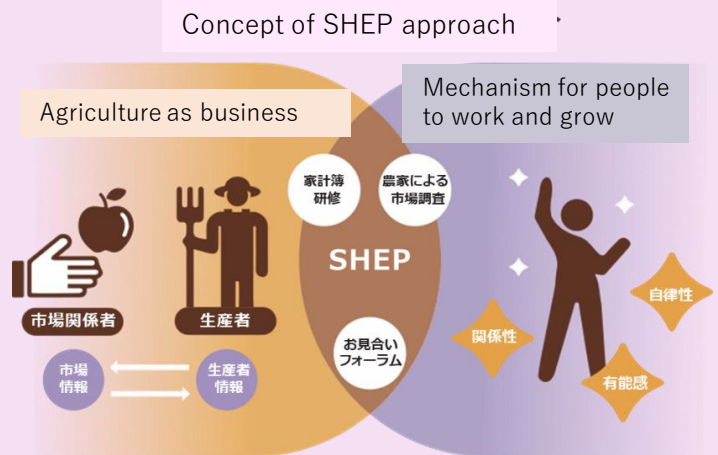 Concept of SHEP approach
Agriculture as business
Mechanism for people
to work and grow
家計簿
研修
農家による
市場調査
SHEP
お見合い
フォーラム
市場関係者
生産者
市場
情報
生産者
情報
関係性
自律性
有能感